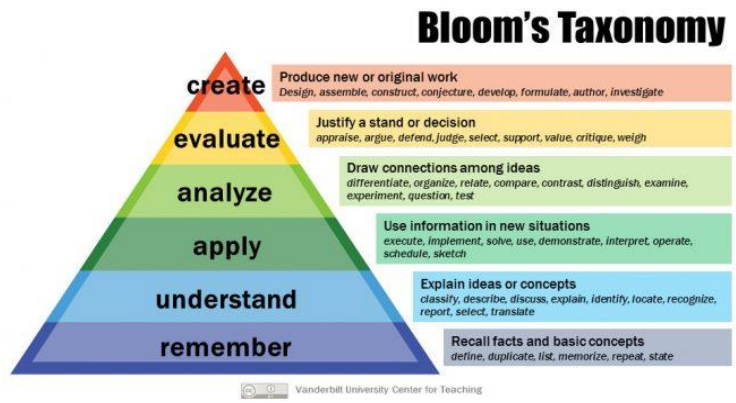 Bloom's Taxonomy
create
Produce new or original work
Design, assemble, construct, conjecture, develop, formulate, author, investigate
evaluate
Justify a stand or decision
appraise, argue, defend, judge, select, support, value, critique, weigh
analyze
Draw connections among ideas
differentiate, organize, relate, compare, contrast, distinguish, examine,
experiment, question, test
apply
Use information in new situations
execute, implement, solve, use, demonstrate, interpret, operate,
schedule, sketch
understand
Explain ideas or concepts
classify, describe, discuss, explain, identify, locate, recognize,
report, select, translate
remember
Recall facts and basic concepts
define, duplicate, list, memorize, repeat, state
Vanderbilt University Center for Teaching